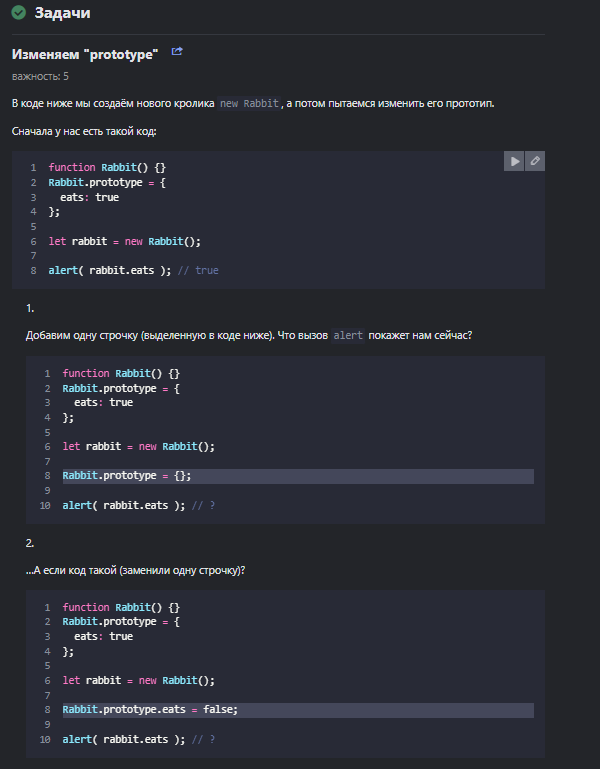 Задачи
Изменяем "prototype"
важность: 5
В коде ниже мы создаём нового кролика new Rabbit, а потом пытаемся изменить его прототип.
Сначала у нас есть такой код:
1 function Rabbit() {}
2 Rabbit.prototype = {
3   eats: true
4 };
5
6 let rabbit = new Rabbit();
7
8 alert( rabbit.eats ); // true
1.
Добавим одну строчку (выделенную в коде ниже). Что вызов alert покажет нам сейчас?
1 function Rabbit() {}
2 Rabbit.prototype = {
3   eats: true
4 };
5
6 let rabbit = new Rabbit();
7
8 Rabbit.prototype = {};
9
10 alert( rabbit.eats ); // ?
2.
…А если код такой (заменили одну строчку)?
1 function Rabbit() {}
2 Rabbit.prototype = {
3   eats: true
4 };
5
6 let rabbit = new Rabbit();
7
8 Rabbit.prototype.eats = false;
9
10 alert( rabbit.eats ); // ?